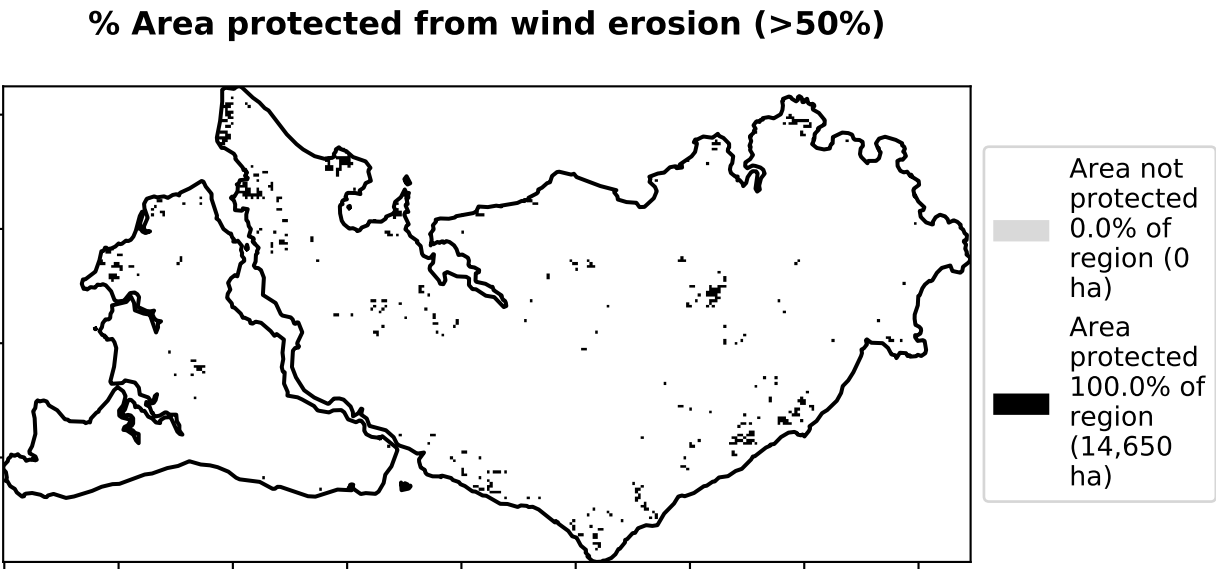 % Area protected from wind erosion (>50%)
Area not
protected
0.0% of
region (0
ha)
Area
protected
100.0% of
region
(14,650
ha)